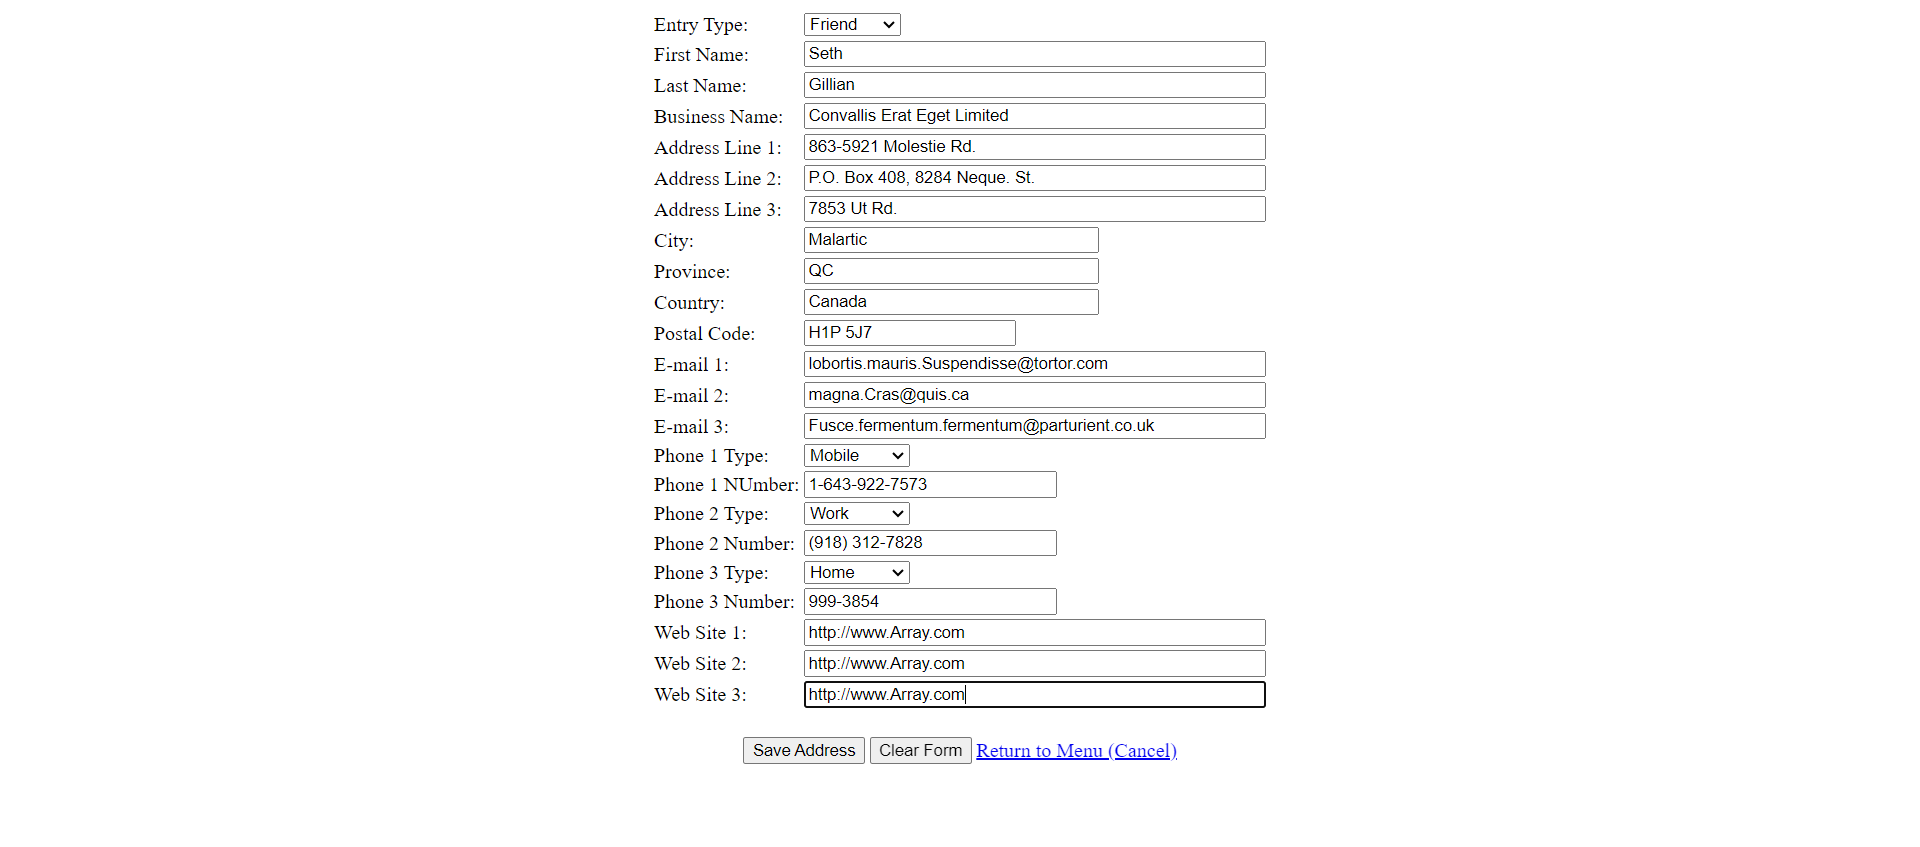 Entry Type: Friend
First Name: Seth
Last Name: Gillian
Business Name: Convallis Erat Eget Limited
Address Line 1: 863-5921 Molestie Rd.
Address Line 2: P.O. Box 408, 8284 Neque. St.
Address Line 3: 7853 Ut Rd.
City: Malartic
Province: QC
Country: Canada
Postal Code: H1P 5J7
E-mail 1: lobortis.mauris.Suspendisse@tortor.com
E-mail 2: magna.Cras@quis.ca
E-mail 3: Fusce.fermentum.fermentum@parturient.co.uk
Phone 1 Type: Mobile
Phone 1 NUmber: 1-643-922-7573
Phone 2 Type: Work
Phone 2 Number: (918) 312-7828
Phone 3 Type: Home
Phone 3 Number: 999-3854
Web Site 1: http://www.Array.com
Web Site 2: http://www.Array.com
Web Site 3: http://www.Array.com
Save Address Clear Form Return to Menu (Cancel)